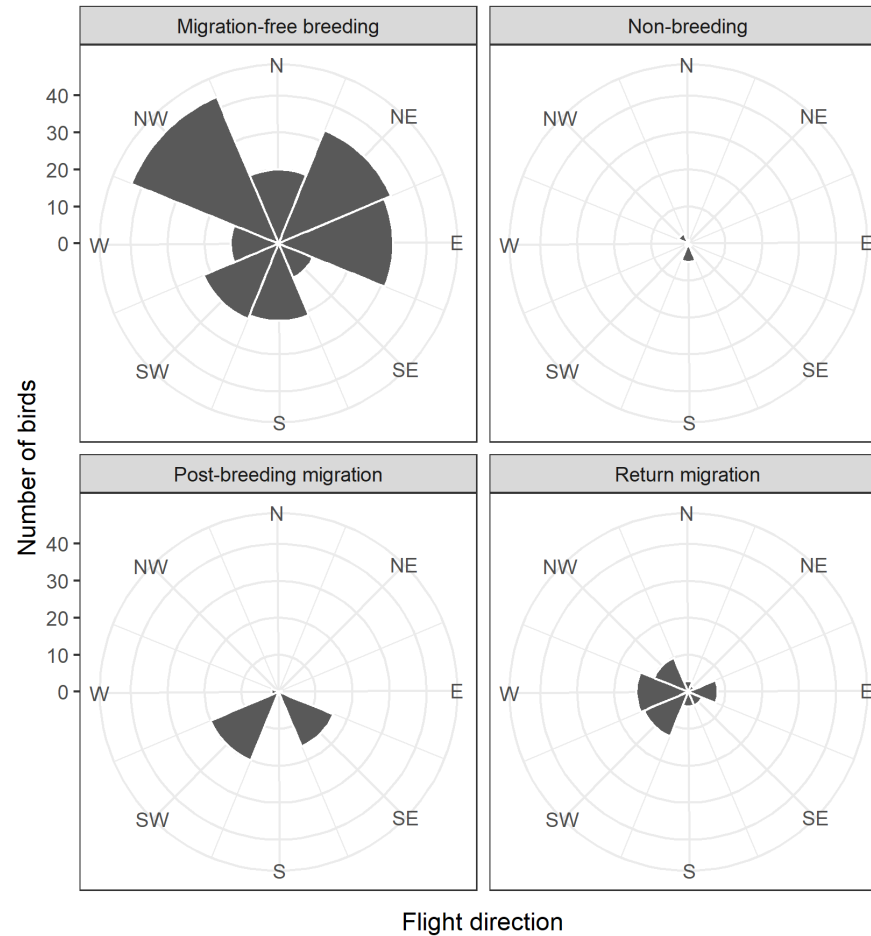 Migration-free breeding
Non-breeding
N
NE
E
SE
S
SW
W
NW
40
30
20
10
0
N
NE
E
SE
S
SW
W
NW
Number of birds
Post-breeding migration
Return migration
N
NE
E
SE
S
SW
W
NW
40
30
20
10
0
N
NE
E
SE
S
SW
W
NW
Flight direction